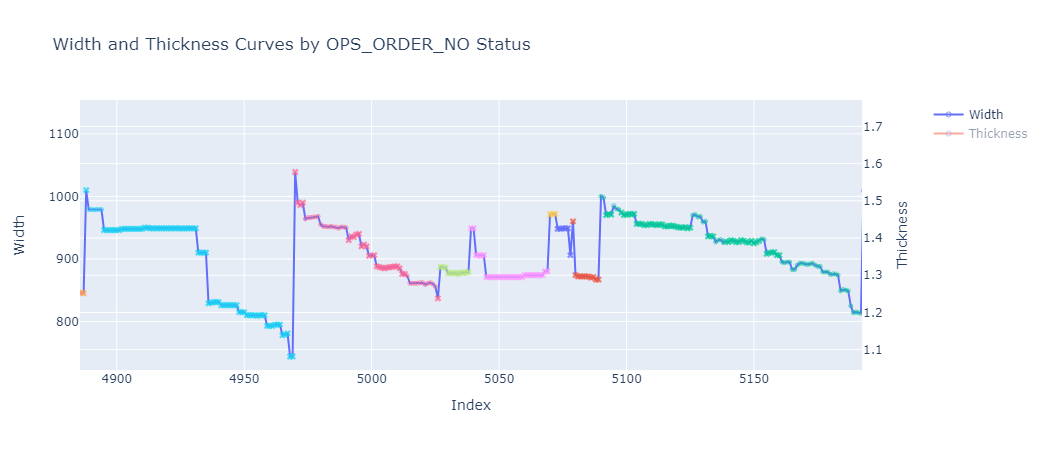 Width and Thickness Curves by OPS_ORDER_NO Status
Width
Thickness
1100
1000
900
800
Width
1.7
1.6
1.5
1.4
1.3
1.2
1.1
Thickness
4900
4950
5000
5050
5100
5150
Index